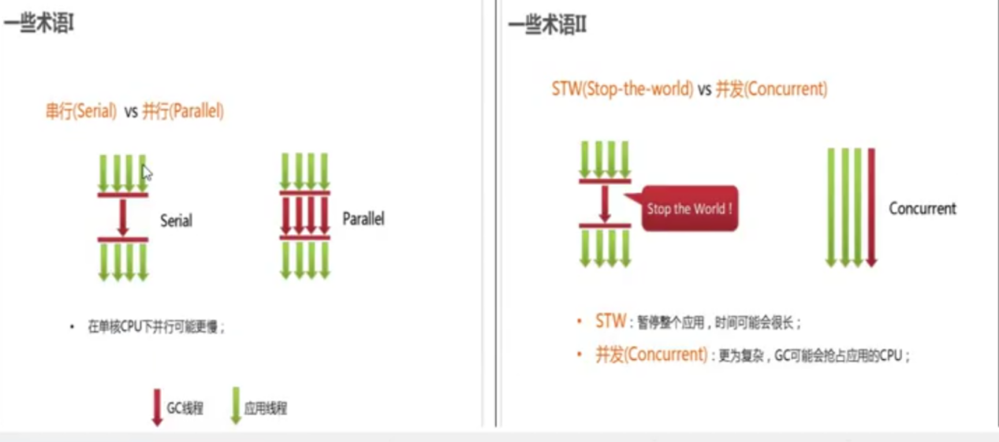 一些术语I
串行(Serial) vs 并行(Parallel)
Serial
Parallel
• 在单核CPU下并行可能更慢；
GC线程
应用线程
一些术语II
STW(Stop-the-world) vs 并发(Concurrent)
Stop the World！
Concurrent
• STW：暂停整个应用，时间可能会很长；
• 并发(Concurrent)：更为复杂，GC可能会抢占应用的CPU；